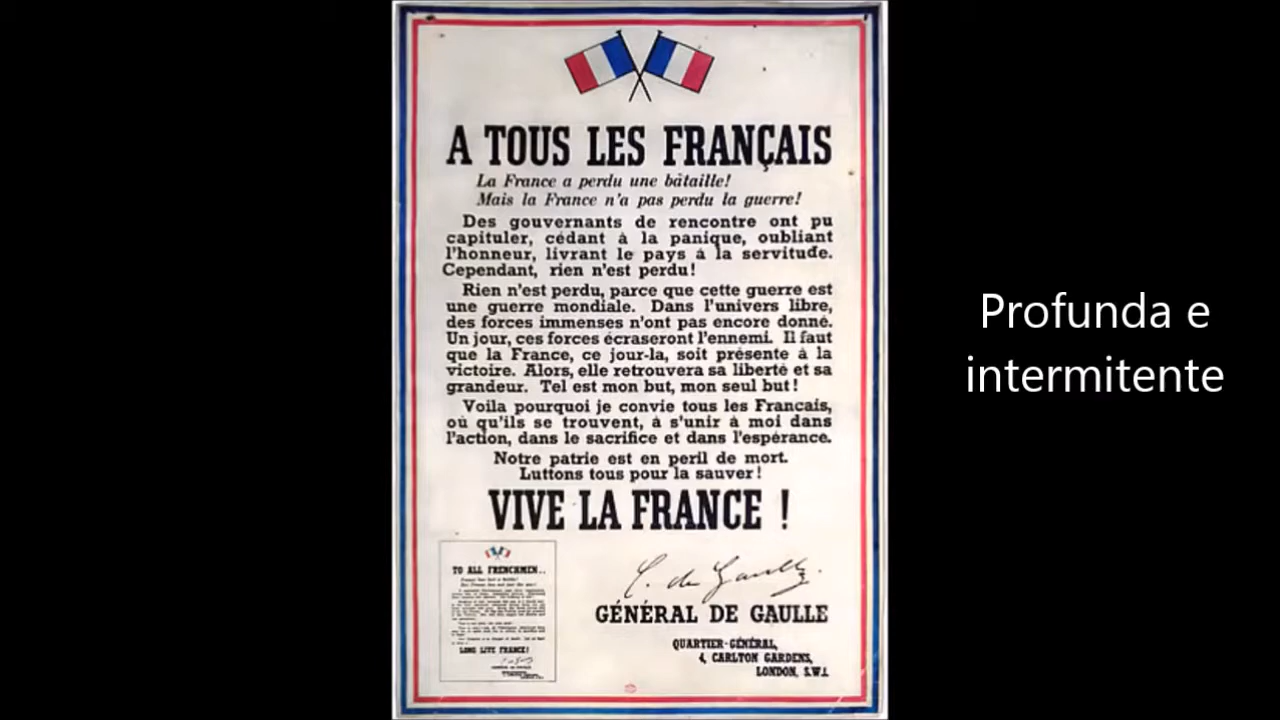 A TOUS LES FRANÇAIS
La France a perdu une bátaille!
Mais la France n'a pas perdu la guerre!
Des gouvernants de rencontre ont pu
capituler, cédant à la panique, oubliant
l'honneur, livrant le pays à la servitude.
Cependant, rien n'est perdu!
Rien n'est perdu, parce que cette guerre est
une guerre mondiale. Dans l'univers libre,
des forces immenses n'ont pas encore donné.
Un jour, ces forces écraseront l'ennemi. Il faut
que la France, ce jour-la, soit présente à la
victoire. Alors, elle retrouvera sa liberté et sa
grandeur. Tel est mon but, mon seul but!
Voila pourquoi je convie tous les Francais,
où qu'ils se trouvent, à s'unir à moi dans
l'action, dans le sacrifice et dans l'espérance.
Notre patrie est en peril de mort.
Luttons tous pour la sauver!
VIVE LA FRANCE !
TO ALL FRENCHMEN..
LONG LIVE FRANCE!
C. de Gaulle.
GÉNÉRAL DE GAULLE
QUARTIER-GÉNÉRAL,
4, CARLTON GARDENS,
LONDON, S.W.1.
Profunda e
intermitente